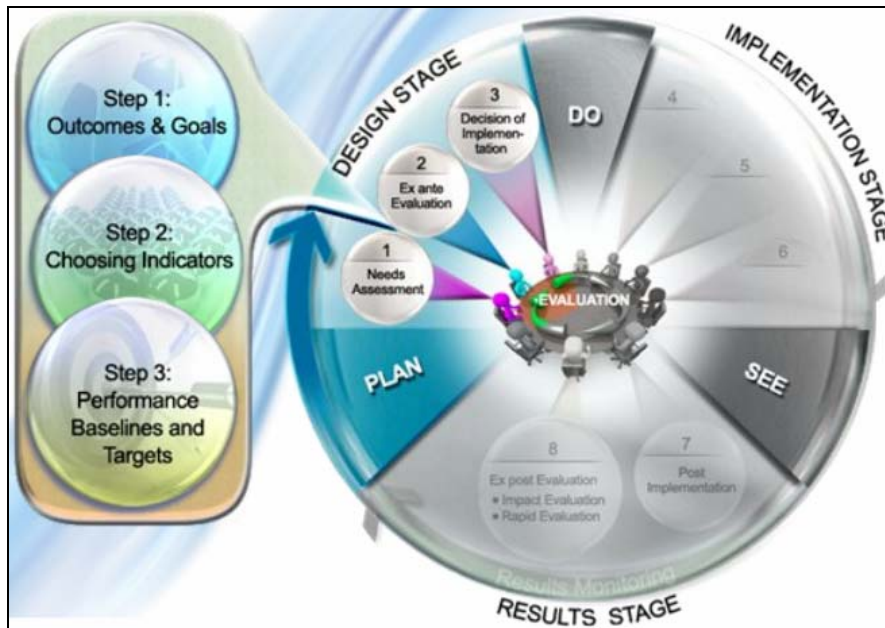 Step 1:
Outcomes & Goals
Step 2:
Choosing Indicators
Step 3:
Performance
Baselines and
Targets
DESIGN STAGE
IMPLEMENTATION STAGE
RESULTS STAGE
PLAN
DO
SEE
1
Needs
Assessment
2
Ex ante
Evaluation
3
Decision of
Implemen-
tation
4
5
6
7
Post
Implementation
8
Ex post Evaluation
• Impact Evaluation
• Rapid Evaluation
EVALUATION
Results Monitoring